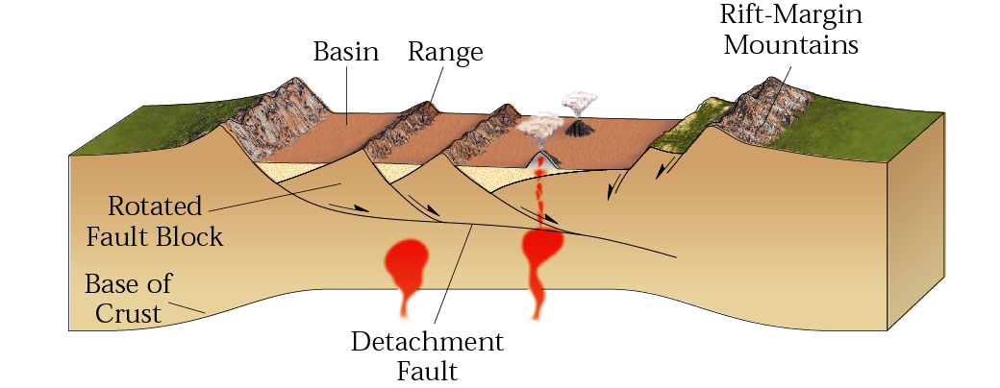 Basin
Range
Rift-Margin
Mountains
Rotated
Fault Block
Base of
Crust
Detachment
Fault